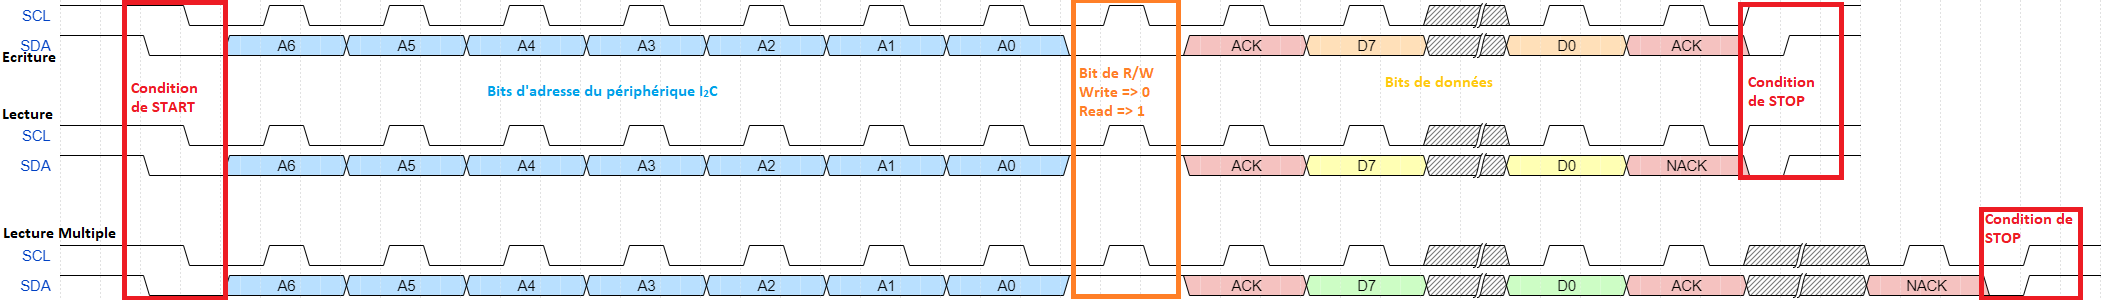 SCL
SDA A6 A5 A4 A3 A2 A1 A0 ACK D7 D0 ACK
Ecriture
Condition
de START
Bits d'adresse du périphérique I2C
Bit de R/W
Write => 0
Read => 1
Bits de données
Condition
de STOP
Lecture
SCL
SDA A6 A5 A4 A3 A2 A1 A0 ACK D7 D0 NACK
Lecture Multiple
Condition de
STOP
SCL
SDA A6 A5 A4 A3 A2 A1 A0 ACK D7 D0 ACK NACK